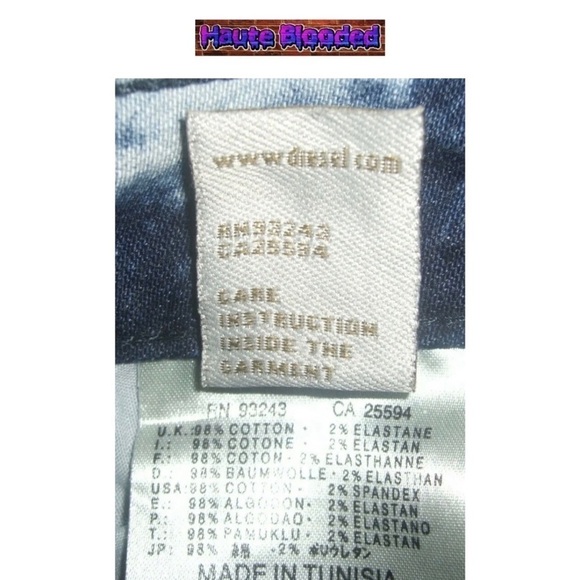 Haute Blooded
www.diesel.com
RN93243
CA25594
CARE
INSTRUCTION
INSIDE THE
GARMENT
RN 93243 CA 25594
U.K.:98% COTTON - 2% ELASTANE
I.: 98% COTONE - 2% ELASTAN
F.: 98% COTON - 2% ELASTHANNE
D.: 98% BAUMWOLLE - 2% ELASTHAN
USA:98% COTTON - 2% SPANDEX
E.: 98% ALGODON - 2% ELASTANO
P.: 98% ALGODAO - 2% ELASTANO
T.: 98% PAMUKLU - 2% ELASTAN
JP: 98% 綿 - 2% ポリウレタン
MADE IN TUNISIA